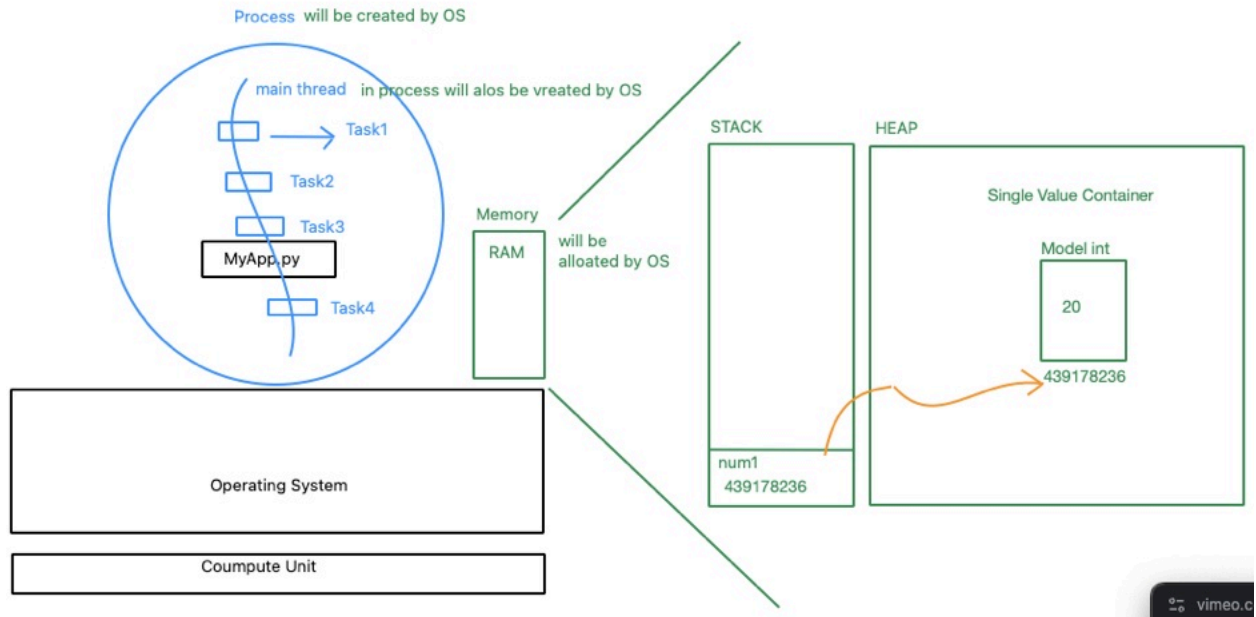 Process will be created by OS
main thread in process will alos be vreated by OS
Task1
Task2
Task3
MyApp.py
Task4
Memory
RAM
will be
alloated by OS
Operating System
Coumpute Unit
STACK
HEAP
Single Value Container
Model int
20
439178236
num1
439178236
vimeo.c